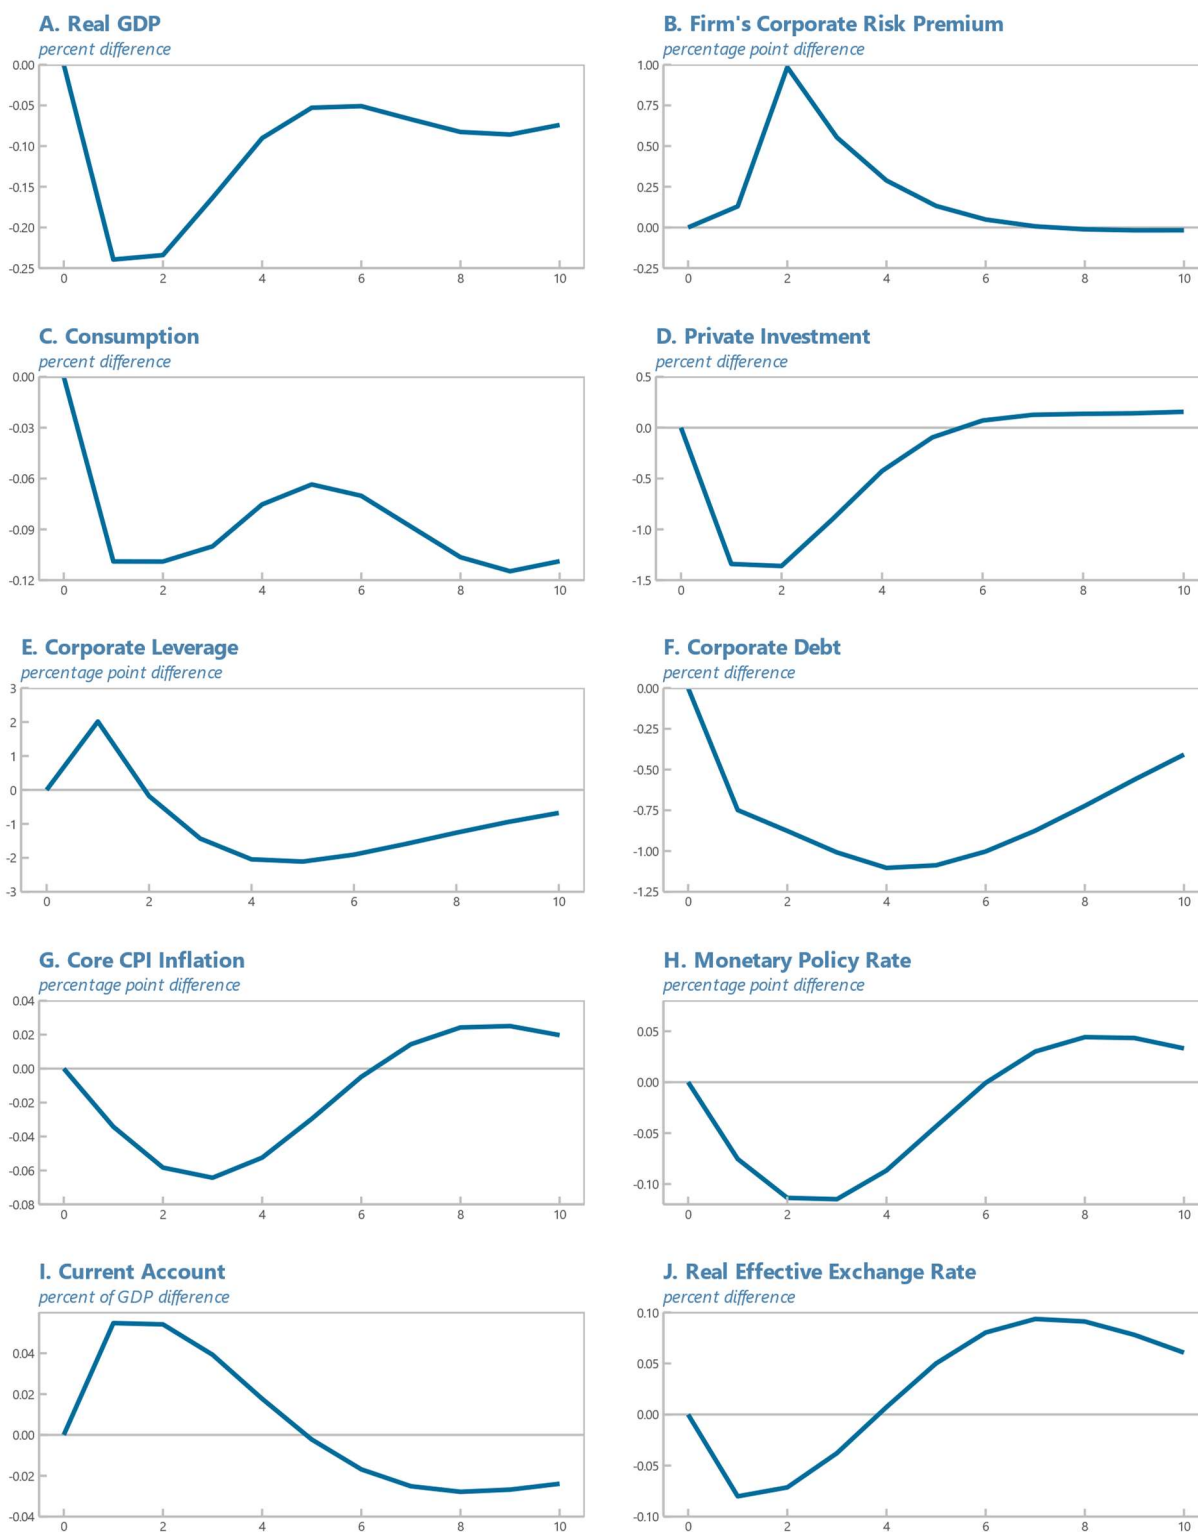 A. Real GDP
percent difference
0.00
-0.05
-0.10
-0.15
-0.20
-0.25
0 2 4 6 8 10
B. Firm's Corporate Risk Premium
percentage point difference
1.00
0.75
0.50
0.25
0.00
-0.25
0 2 4 6 8 10
C. Consumption
percent difference
0.00
-0.03
-0.06
-0.09
-0.12
0 2 4 6 8 10
D. Private Investment
percent difference
0.5
0.0
-0.5
-1.0
-1.5
0 2 4 6 8 10
E. Corporate Leverage
percentage point difference
3
2
1
0
-1
-2
-3
0 2 4 6 8 10
F. Corporate Debt
percent difference
0.00
-0.25
-0.50
-0.75
-1.00
-1.25
0 2 4 6 8 10
G. Core CPI Inflation
percentage point difference
0.04
0.02
0.00
-0.02
-0.04
-0.06
-0.08
0 2 4 6 8 10
H. Monetary Policy Rate
percentage point difference
0.05
0.00
-0.05
-0.10
0 2 4 6 8 10
I. Current Account
percent of GDP difference
0.04
0.02
0.00
-0.02
-0.04
0 2 4 6 8 10
J. Real Effective Exchange Rate
percent difference
0.10
0.05
0.00
-0.05
-0.10
0 2 4 6 8 10